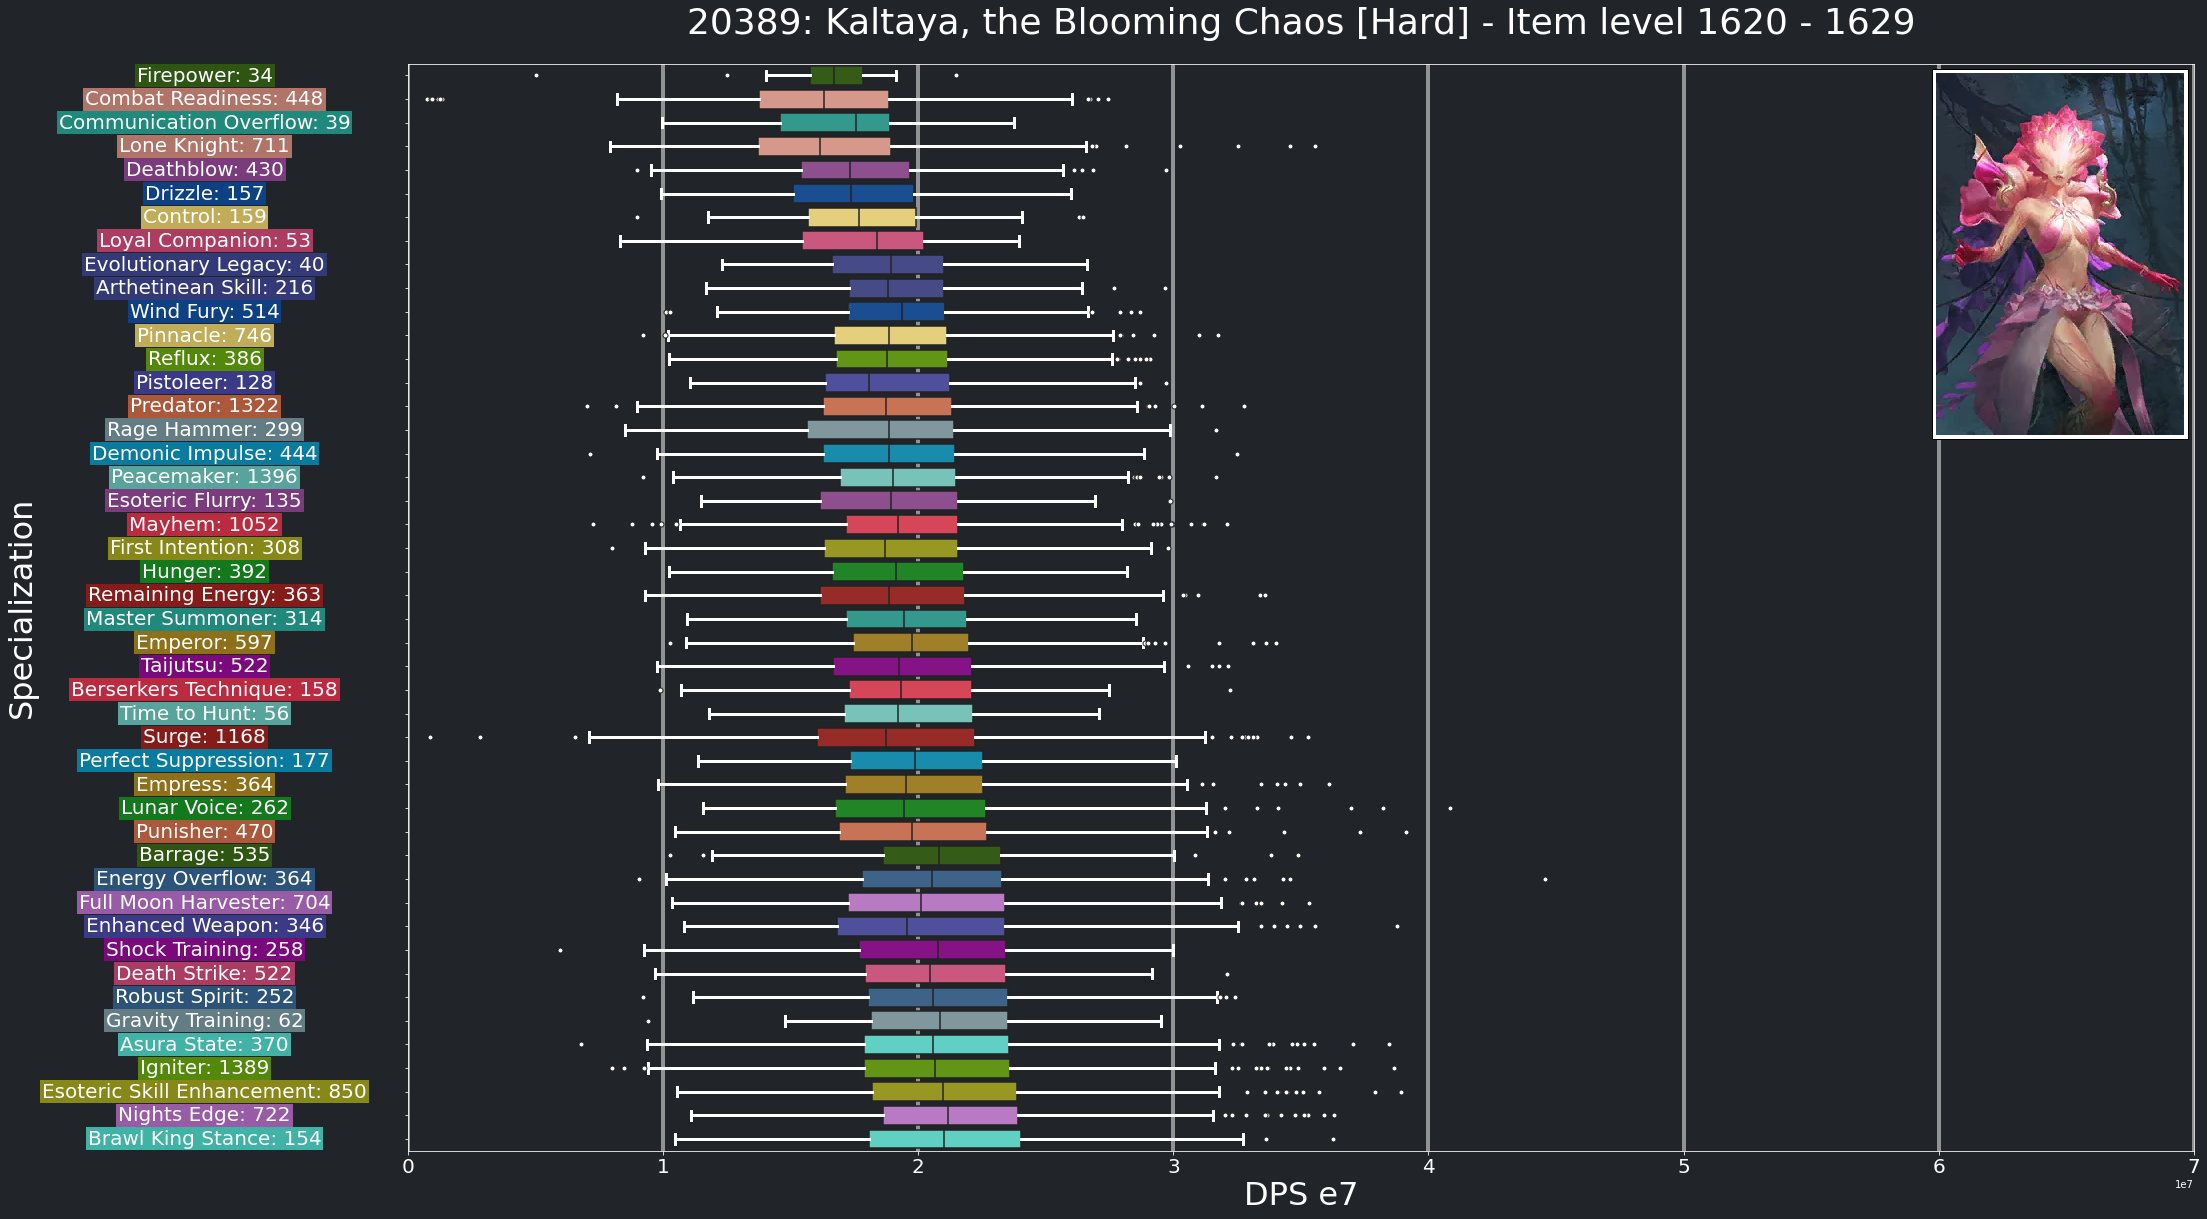 20389: Kaltaya, the Blooming Chaos [Hard] - Item level 1620 - 1629
Specialization
Firepower: 34
Combat Readiness: 448
Communication Overflow: 39
Lone Knight: 711
Deathblow: 430
Drizzle: 157
Control: 159
Loyal Companion: 53
Evolutionary Legacy: 40
Arthetinean Skill: 216
Wind Fury: 514
Pinnacle: 746
Reflux: 386
Pistoleer: 128
Predator: 1322
Rage Hammer: 299
Demonic Impulse: 444
Peacemaker: 1396
Esoteric Flurry: 135
Mayhem: 1052
First Intention: 308
Hunger: 392
Remaining Energy: 363
Master Summoner: 314
Emperor: 597
Taijutsu: 522
Berserkers Technique: 158
Time to Hunt: 56
Surge: 1168
Perfect Suppression: 177
Empress: 364
Lunar Voice: 262
Punisher: 470
Barrage: 535
Energy Overflow: 364
Full Moon Harvester: 704
Enhanced Weapon: 346
Shock Training: 258
Death Strike: 522
Robust Spirit: 252
Gravity Training: 62
Asura State: 370
Igniter: 1389
Esoteric Skill Enhancement: 850
Nights Edge: 722
Brawl King Stance: 154
0 1 2 3 4 5 6 7
DPS e7
1e7